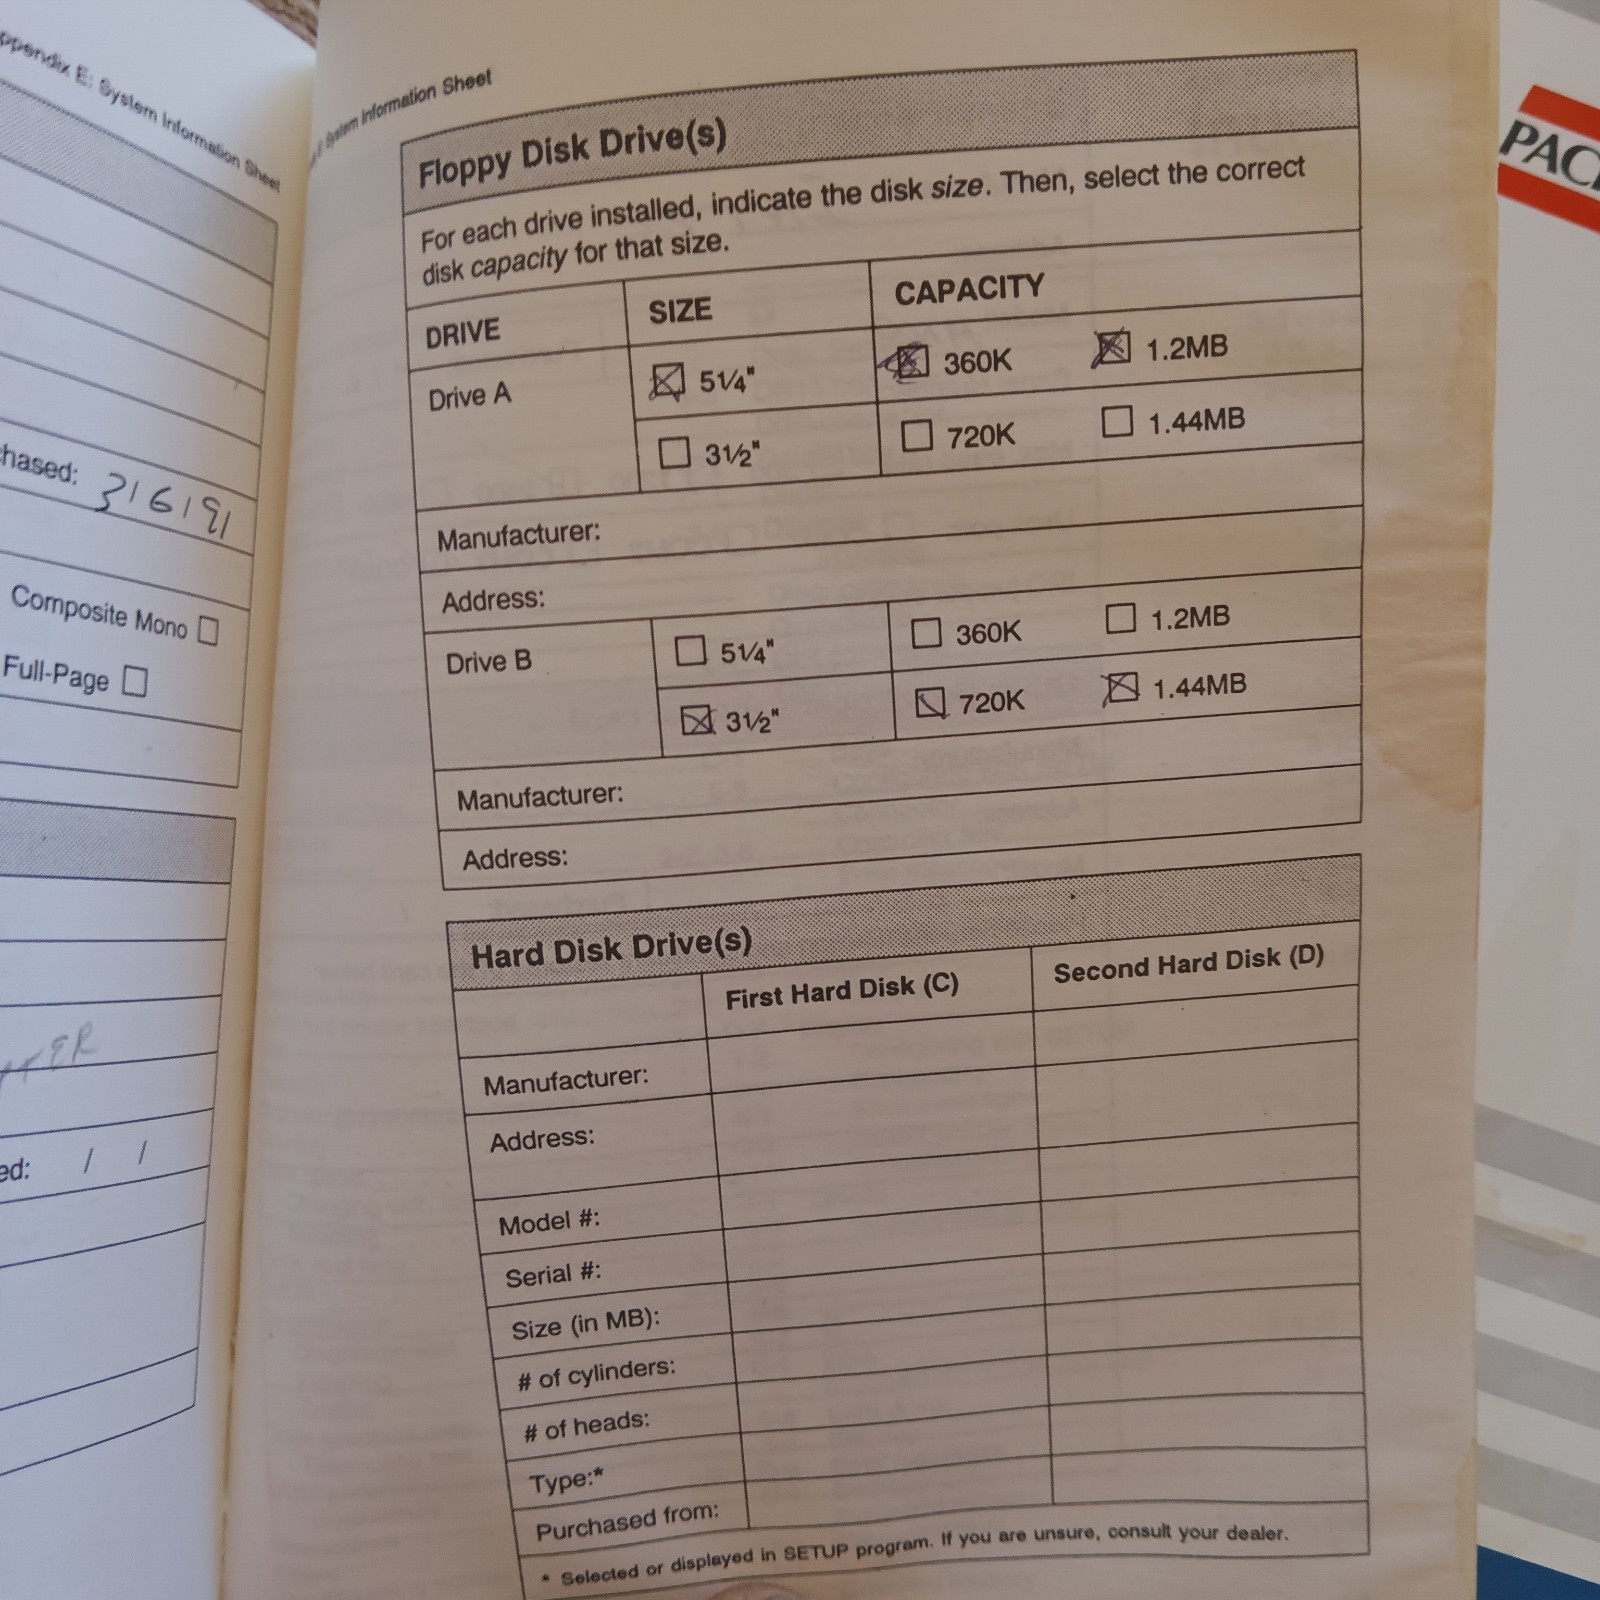 Appendix E: System Information Sheet
hased: 3/6/91
Composite Mono
Full-Page
ed: / /
System Information Sheet
Floppy Disk Drive(s)
For each drive installed, indicate the disk size. Then, select the correct
disk capacity for that size.
DRIVE SIZE CAPACITY
Drive A 5¼" 360K 1.2MB
3½" 720K 1.44MB
Manufacturer:
Address:
Drive B 5¼" 360K 1.2MB
3½" 720K 1.44MB
Manufacturer:
Address:
Hard Disk Drive(s)
First Hard Disk (C) Second Hard Disk (D)
Manufacturer:
Address:
Model #:
Serial #:
Size (in MB):
# of cylinders:
# of heads:
Type:*
Purchased from:
* Selected or displayed in SETUP program. If you are unsure, consult your dealer.
PAC